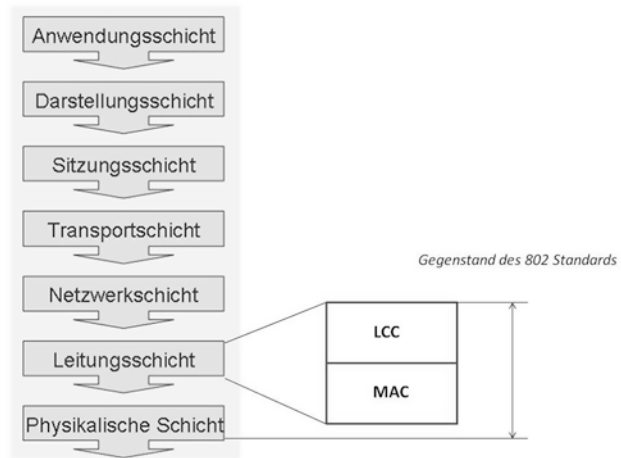 Anwendungsschicht
Darstellungsschicht
Sitzungsschicht
Transportschicht
Gegenstand des 802 Standards
Netzwerkschicht
LCC
Leitungsschicht
MAC
Physikalische Schicht